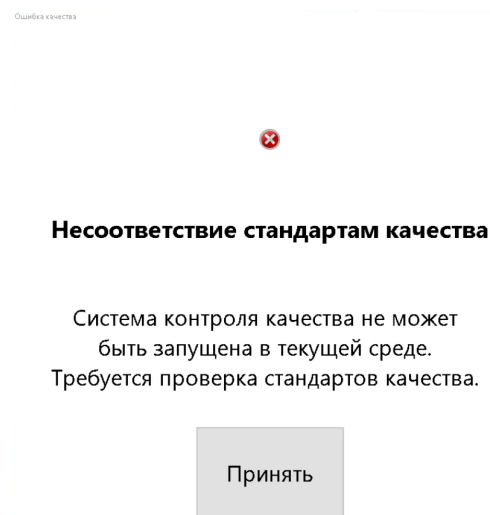 Ошибка качества
Несоответствие стандартам качества
Система контроля качества не может
быть запущена в текущей среде.
Требуется проверка стандартов качества.
Принять